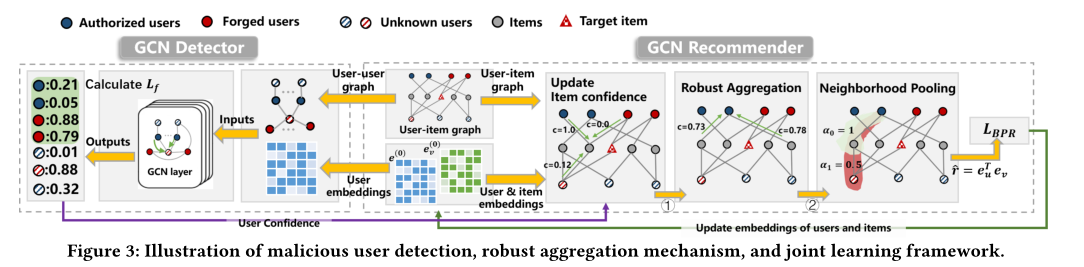 Authorized users Forged users Unknown users Items Target item
GCN Detector
GCN Recommender
:0.21
:0.05
:0.88
:0.79
:0.01
:0.88
:0.32
Calculate L_f
Outputs
GCN layer
Inputs
User-user
graph
User-item
graph
User-item graph
User
embeddings
e^(0)
e_v^(0)
User & item
embeddings
Update
Item confidence
c=1.0
c=0.0
c=0.12
①
Robust Aggregation
c=0.73
c=0.78
②
Neighborhood Pooling
α₀ = 1
α₁ = 0.5
L_BPR
r̂ = e_u^T e_v
User Confidence
Update embeddings of users and items
Figure 3: Illustration of malicious user detection, robust aggregation mechanism, and joint learning framework.